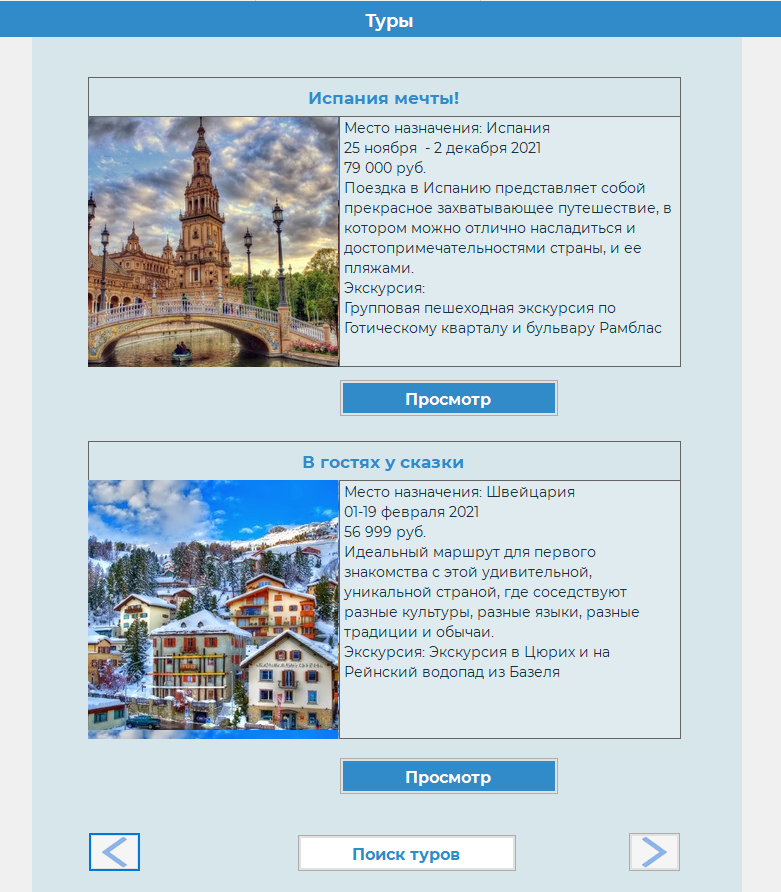 Туры
Испания мечты!
Место назначения: Испания
25 ноября  - 2 декабря 2021
79 000 руб.
Поездка в Испанию представляет собой
прекрасное захватывающее путешествие, в
котором можно отлично насладиться и
достопримечательностями страны, и ее
пляжами.
Экскурсия:
Групповая пешеходная экскурсия по
Готическому кварталу и бульвару Рамблас
Просмотр
В гостях у сказки
Место назначения: Швейцария
01-19 февраля 2021
56 999 руб.
Идеальный маршрут для первого
знакомства с этой удивительной,
уникальной страной, где соседствуют
разные культуры, разные языки, разные
традиции и обычаи.
Экскурсия: Экскурсия в Цюрих и на
Рейнский водопад из Базеля
Просмотр
Поиск туров